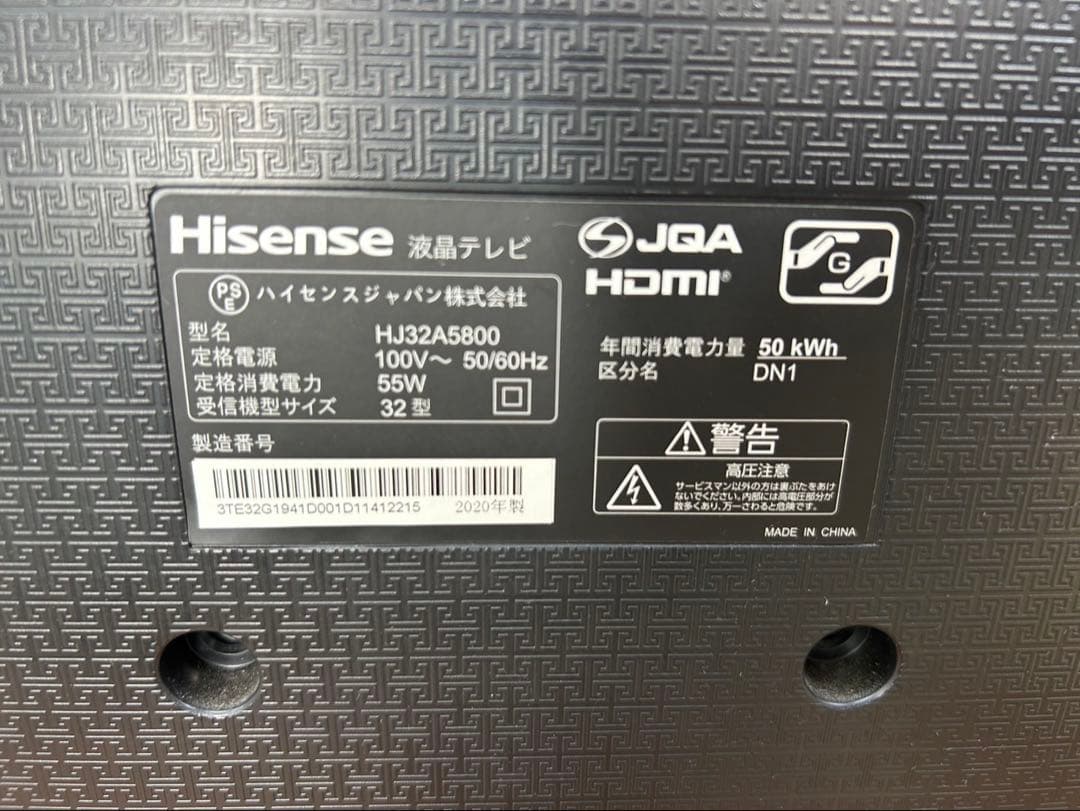 Hisense 液晶テレビ
PS
E
ハイセンスジャパン株式会社
型名 HJ32A5800
定格電源 100V～ 50/60Hz
定格消費電力 55W
受信機型サイズ 32型
製造番号
3TE32G1941D001D11412215 2020年製
S JQA
HDMI®
G
年間消費電力量 50 kWh
区分名 DN1
警告
高圧注意
サービスマン以外の方は裏ぶたをあけ
ないでください。内部には高電圧部分が
数多くあり、万一さわると危険です。
MADE IN CHINA